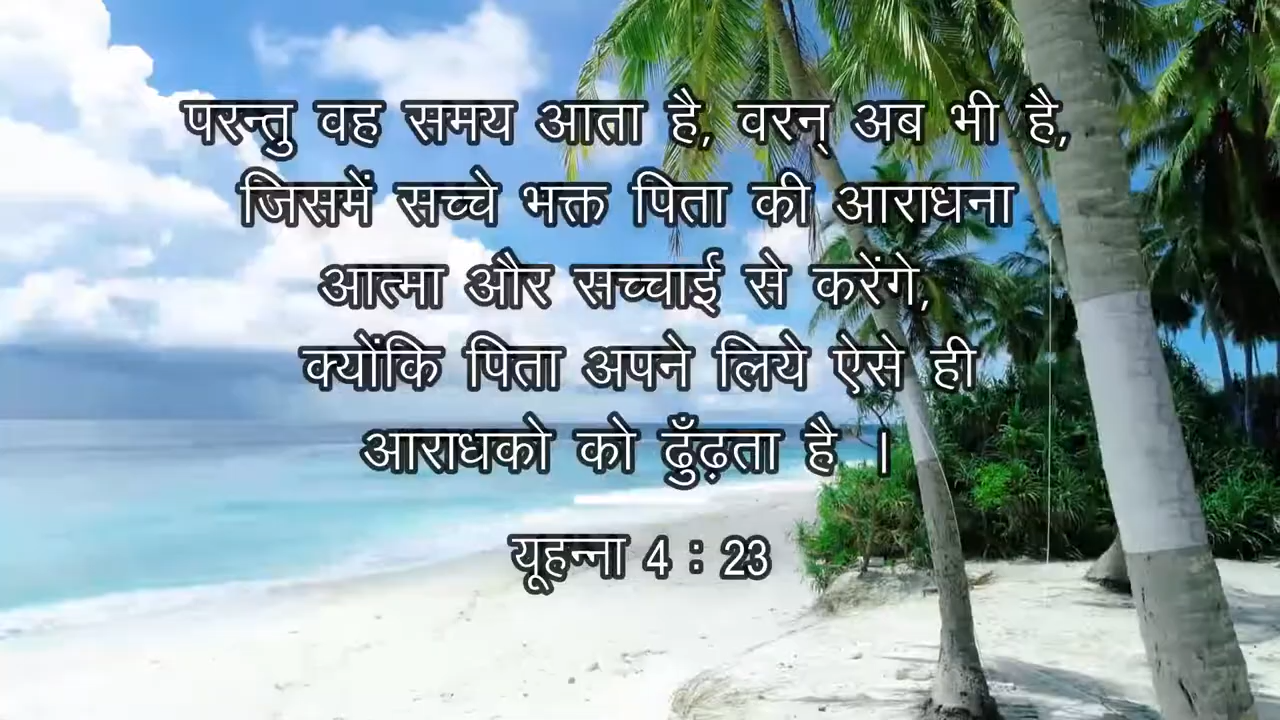 परन्तु वह समय आता है, वरन् अब भी है,
जिसमें सच्चे भक्त पिता की आराधना
आत्मा और सच्चाई से करेंगे,
क्योंकि पिता अपने लिये ऐसे ही
आराधको को ढुँढ़ता है ।
यूहन्ना 4 : 23